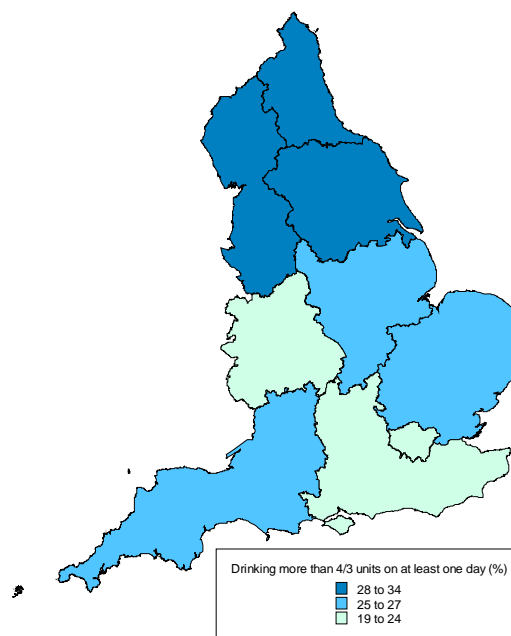 Drinking more than 4/3 units on at least one day (%)
28 to 34
25 to 27
19 to 24